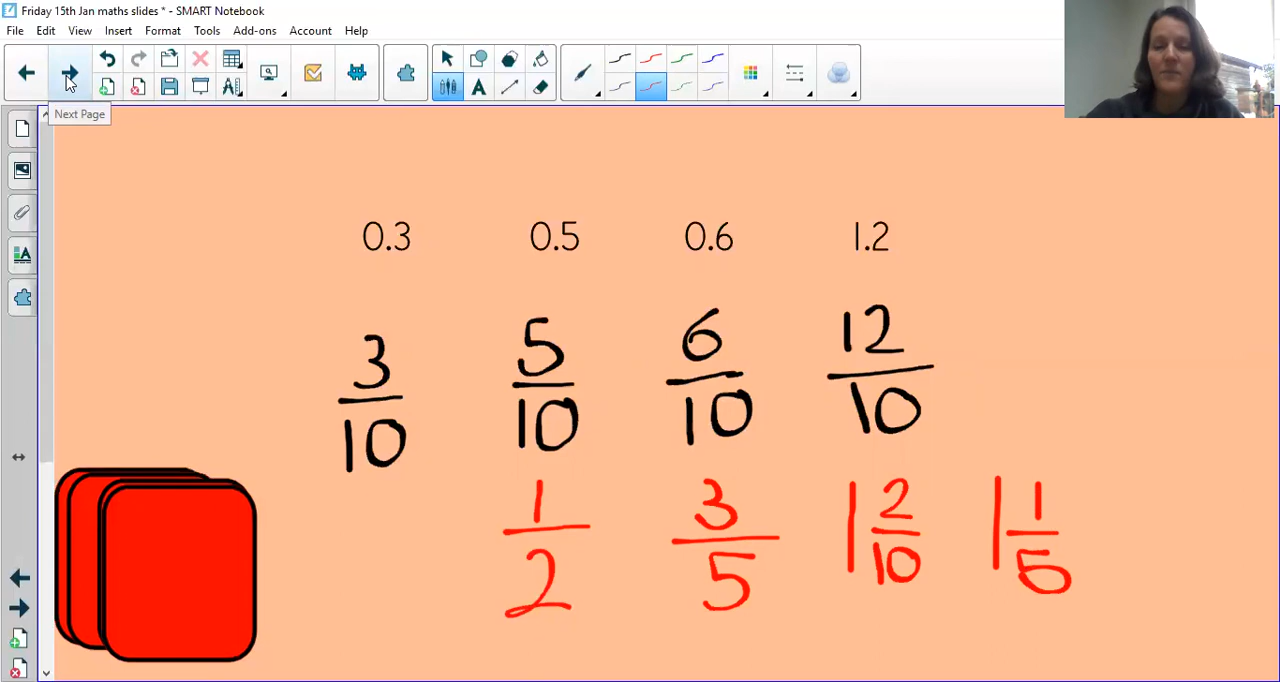 Friday 15th Jan maths slides * - SMART Notebook
File Edit View Insert Format Tools Add-ons Account Help
Next Page
0.3 0.5 0.6 1.2
3/10 5/10 6/10 12/10
1/2 3/5 1 2/10 1 1/5